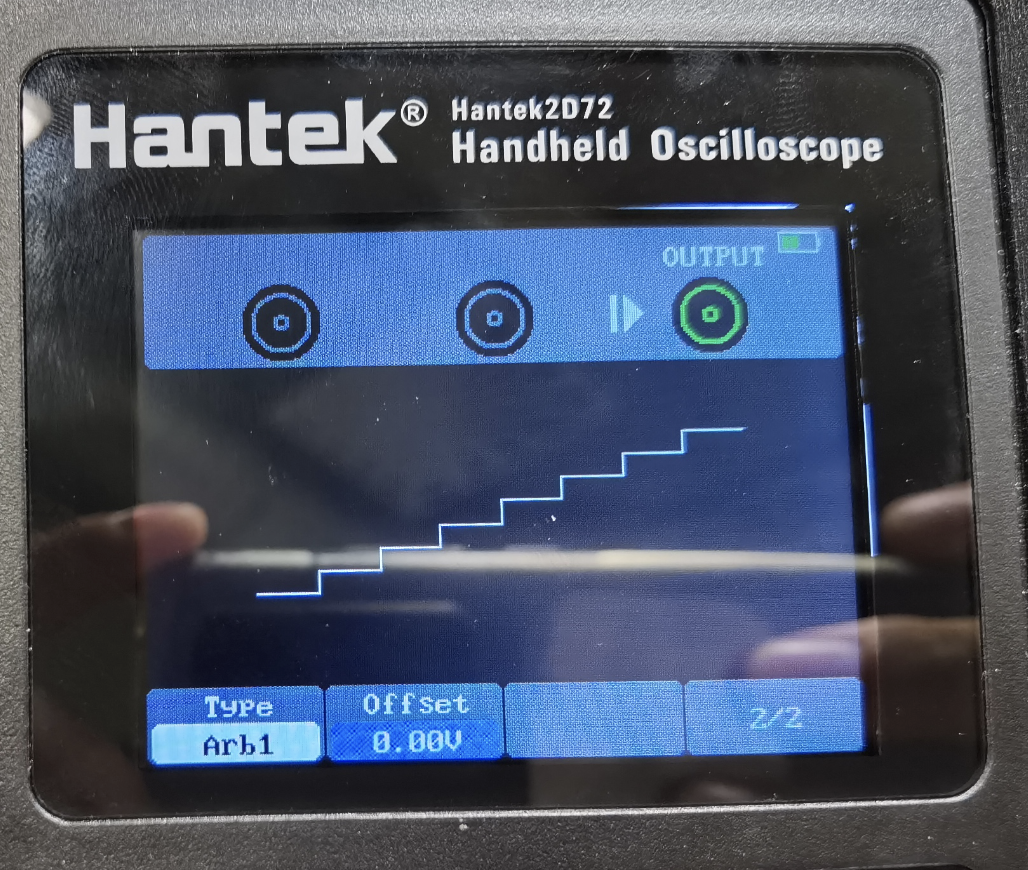 Hantek® Hantek2D72
Handheld Oscilloscope
OUTPUT
Type Offset
Arb1 0.00V 2/2